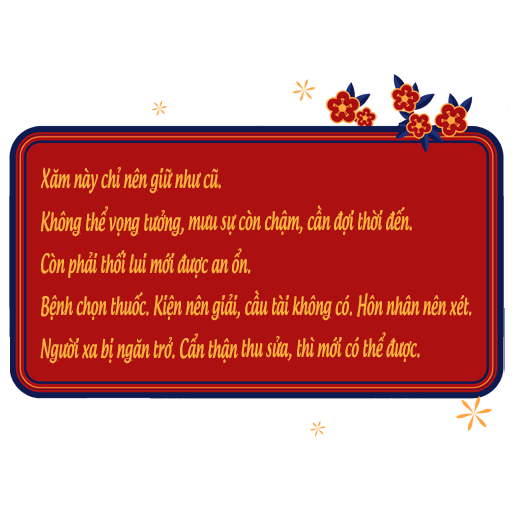 Xăm này chỉ nên giữ như cũ.
Không thể vọng tưởng, mưu sự còn chậm, cần đợi thời đến.
Còn phải thối lui mới được an ổn.
Bệnh chọn thuốc. Kiện nên giải, cầu tài không có. Hôn nhân nên xét.
Người xa bị ngăn trở. Cẩn thận thu sửa, thì mới có thể được.